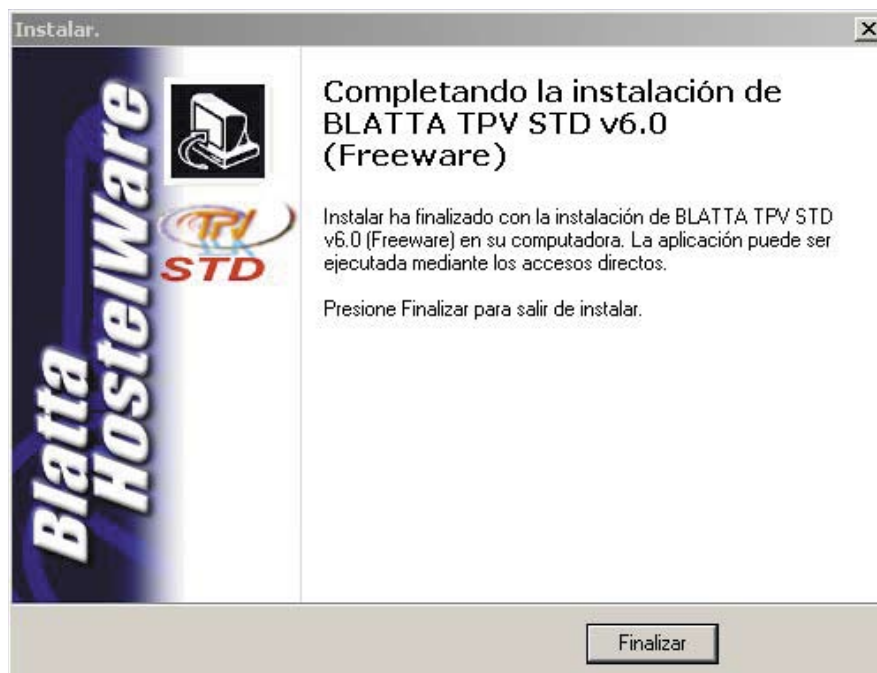 Instalar.
Blatta
HostelWare
TPV
STD
Completando la instalación de
BLATTA TPV STD v6.0
(Freeware)
Instalar ha finalizado con la instalación de BLATTA TPV STD
v6.0 (Freeware) en su computadora. La aplicación puede ser
ejecutada mediante los accesos directos.
Presione Finalizar para salir de instalar.
Finalizar